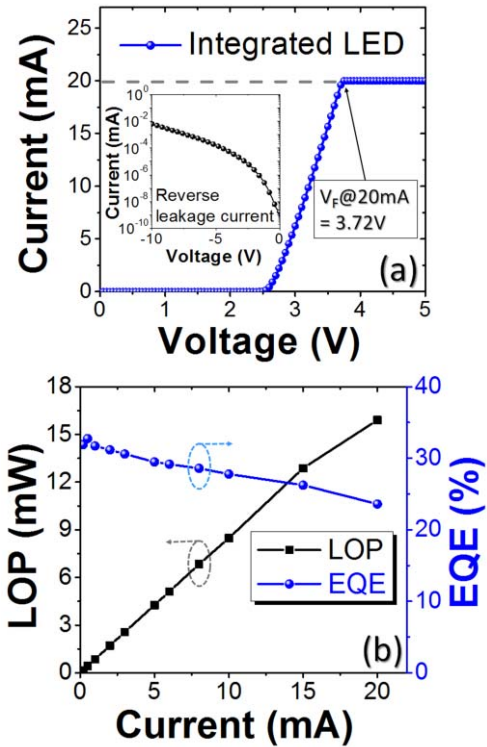 25
20
15
10
5
0
Current (mA)
Integrated LED
10^0
10^-2
10^-4
10^-6
10^-8
10^-10
Current (mA)
Reverse
leakage current
-10 -5 0
Voltage (V)
V_F@20mA
= 3.72V
(a)
0 1 2 3 4 5
Voltage (V)
18
15
12
9
6
3
0
LOP (mW)
LOP
EQE
(b)
40
30
20
10
0
EQE (%)
0 5 10 15 20
Current (mA)